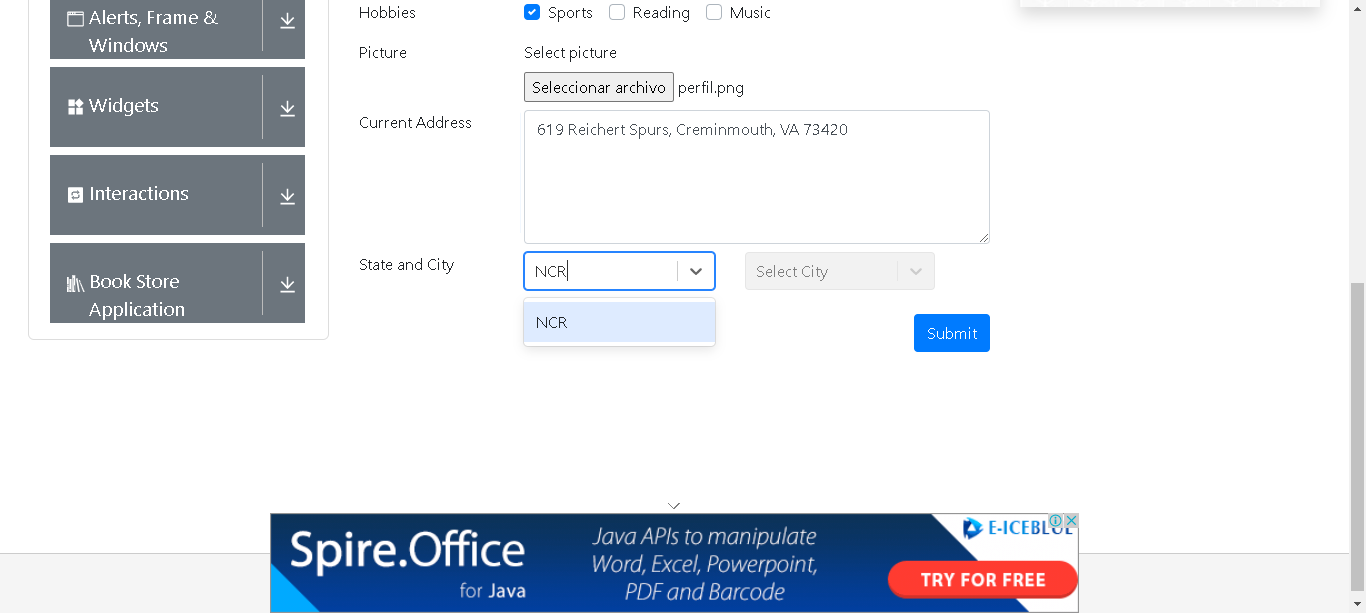 Alerts, Frame &
Windows
Widgets
Interactions
Book Store
Application
Hobbies
Sports
Reading
Music
Picture
Select picture
Seleccionar archivo
perfil.png
Current Address
619 Reichert Spurs, Creminmouth, VA 73420
State and City
NCR
Select City
NCR
Submit
Spire.Office
for Java
Java APIs to manipulate
Word, Excel, Powerpoint,
PDF and Barcode
E-ICEBLUE
TRY FOR FREE